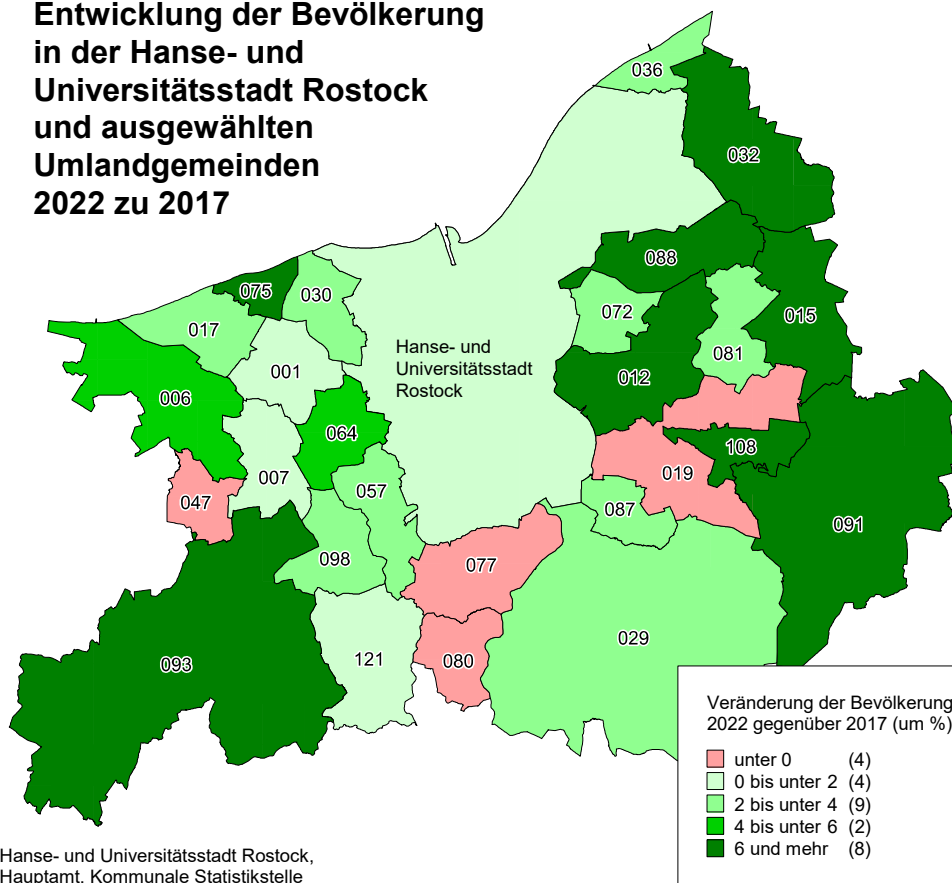 Entwicklung der Bevölkerung
in der Hanse- und
Universitätsstadt Rostock
und ausgewählten
Umlandgemeinden
2022 zu 2017
036
032
088
075
030
015
072
017
081
Hanse- und
Universitätsstadt
Rostock
001
012
006
064
108
019
007
057
047
087
091
098
077
029
121
080
093
Veränderung der Bevölkerung
2022 gegenüber 2017 (um %)
unter 0 (4)
0 bis unter 2 (4)
2 bis unter 4 (9)
4 bis unter 6 (2)
6 und mehr (8)
Hanse- und Universitätsstadt Rostock,
Hauptamt, Kommunale Statistikstelle